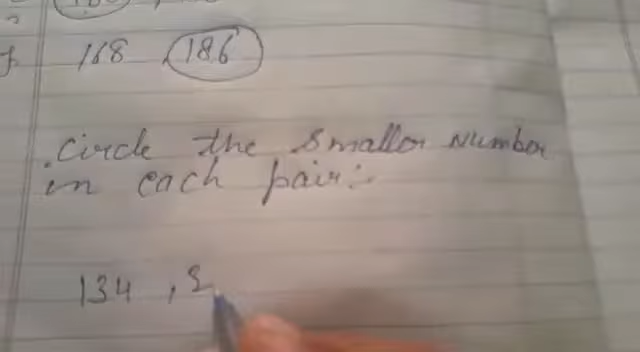 168 186
Circle the smaller number
in each pair:-
134 ,